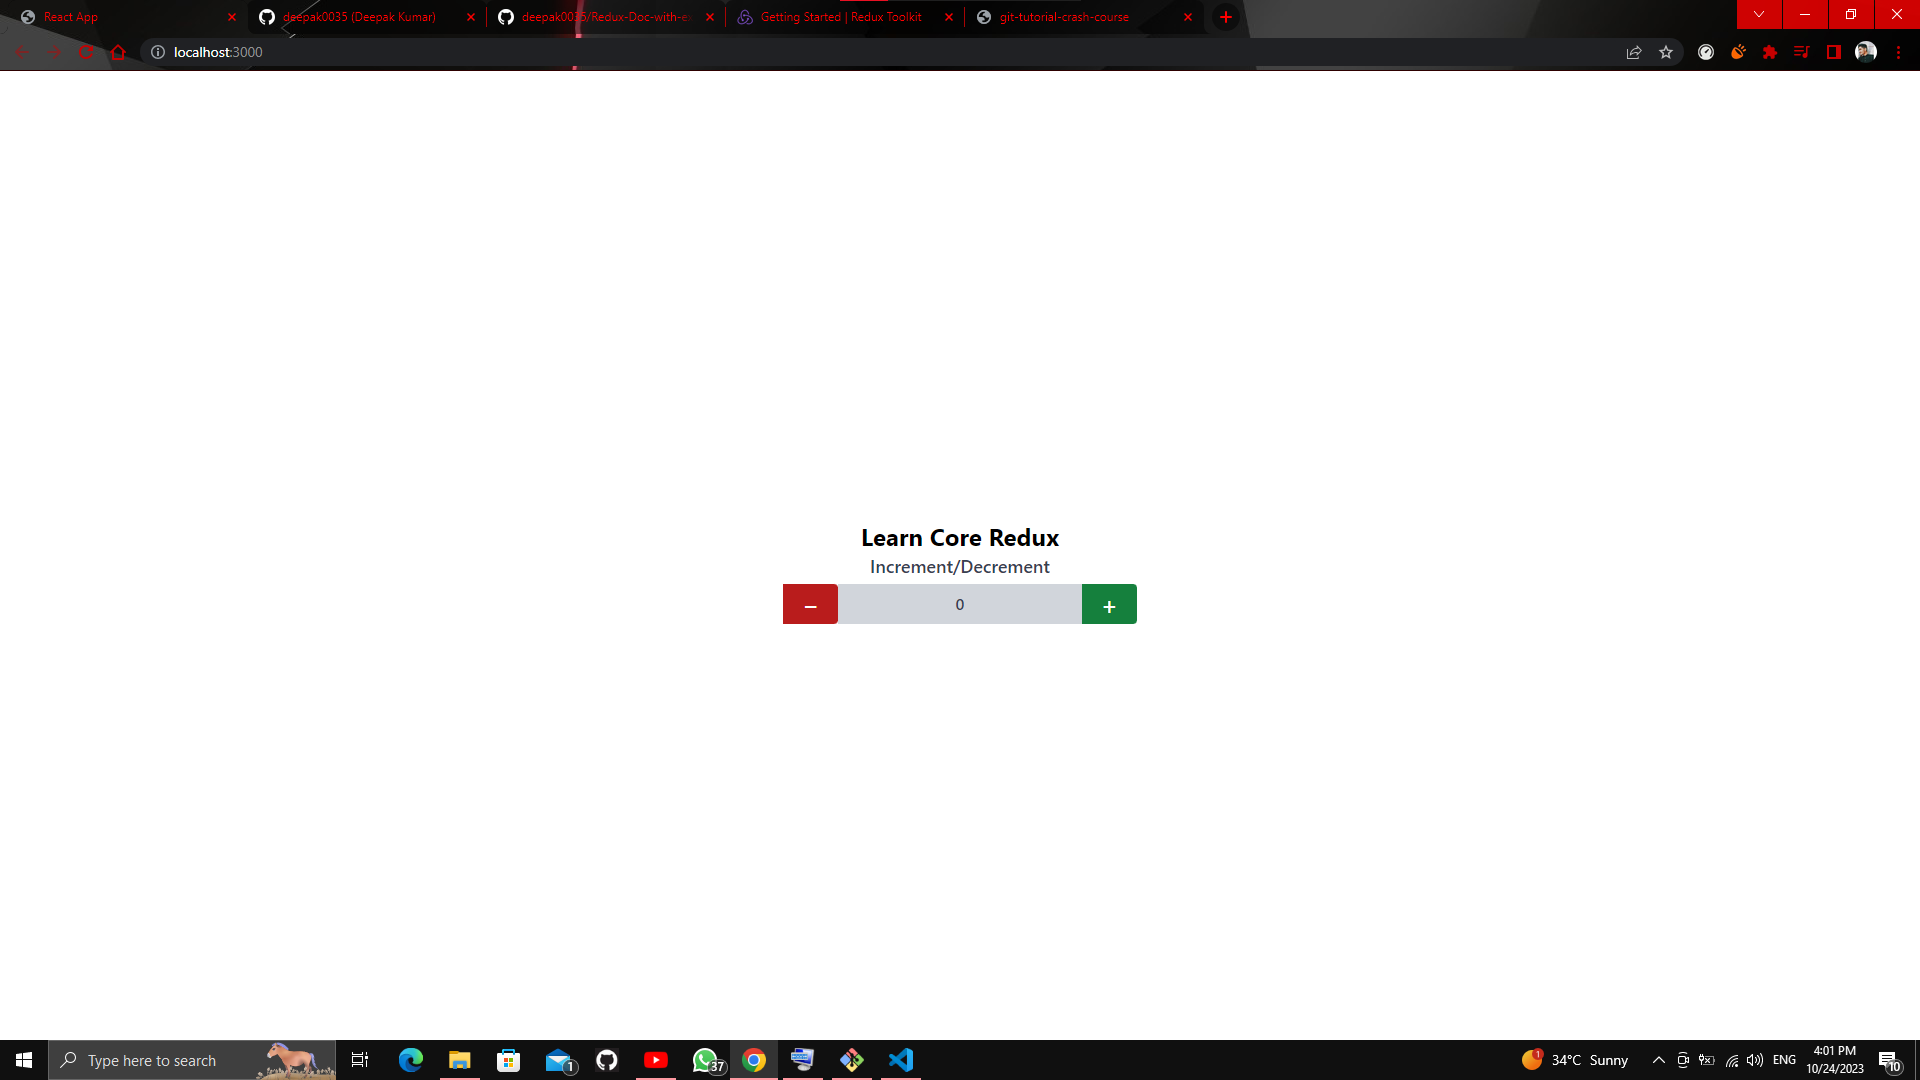 React App
deepak0035 (Deepak Kumar)
deepak0035/Redux-Doc-with-ex
Getting Started | Redux Toolkit
git-tutorial-crash-course
localhost:3000
Learn Core Redux
Increment/Decrement
− 0 +
Type here to search
1
37
1
34°C Sunny
ENG
4:01 PM
10/24/2023
10